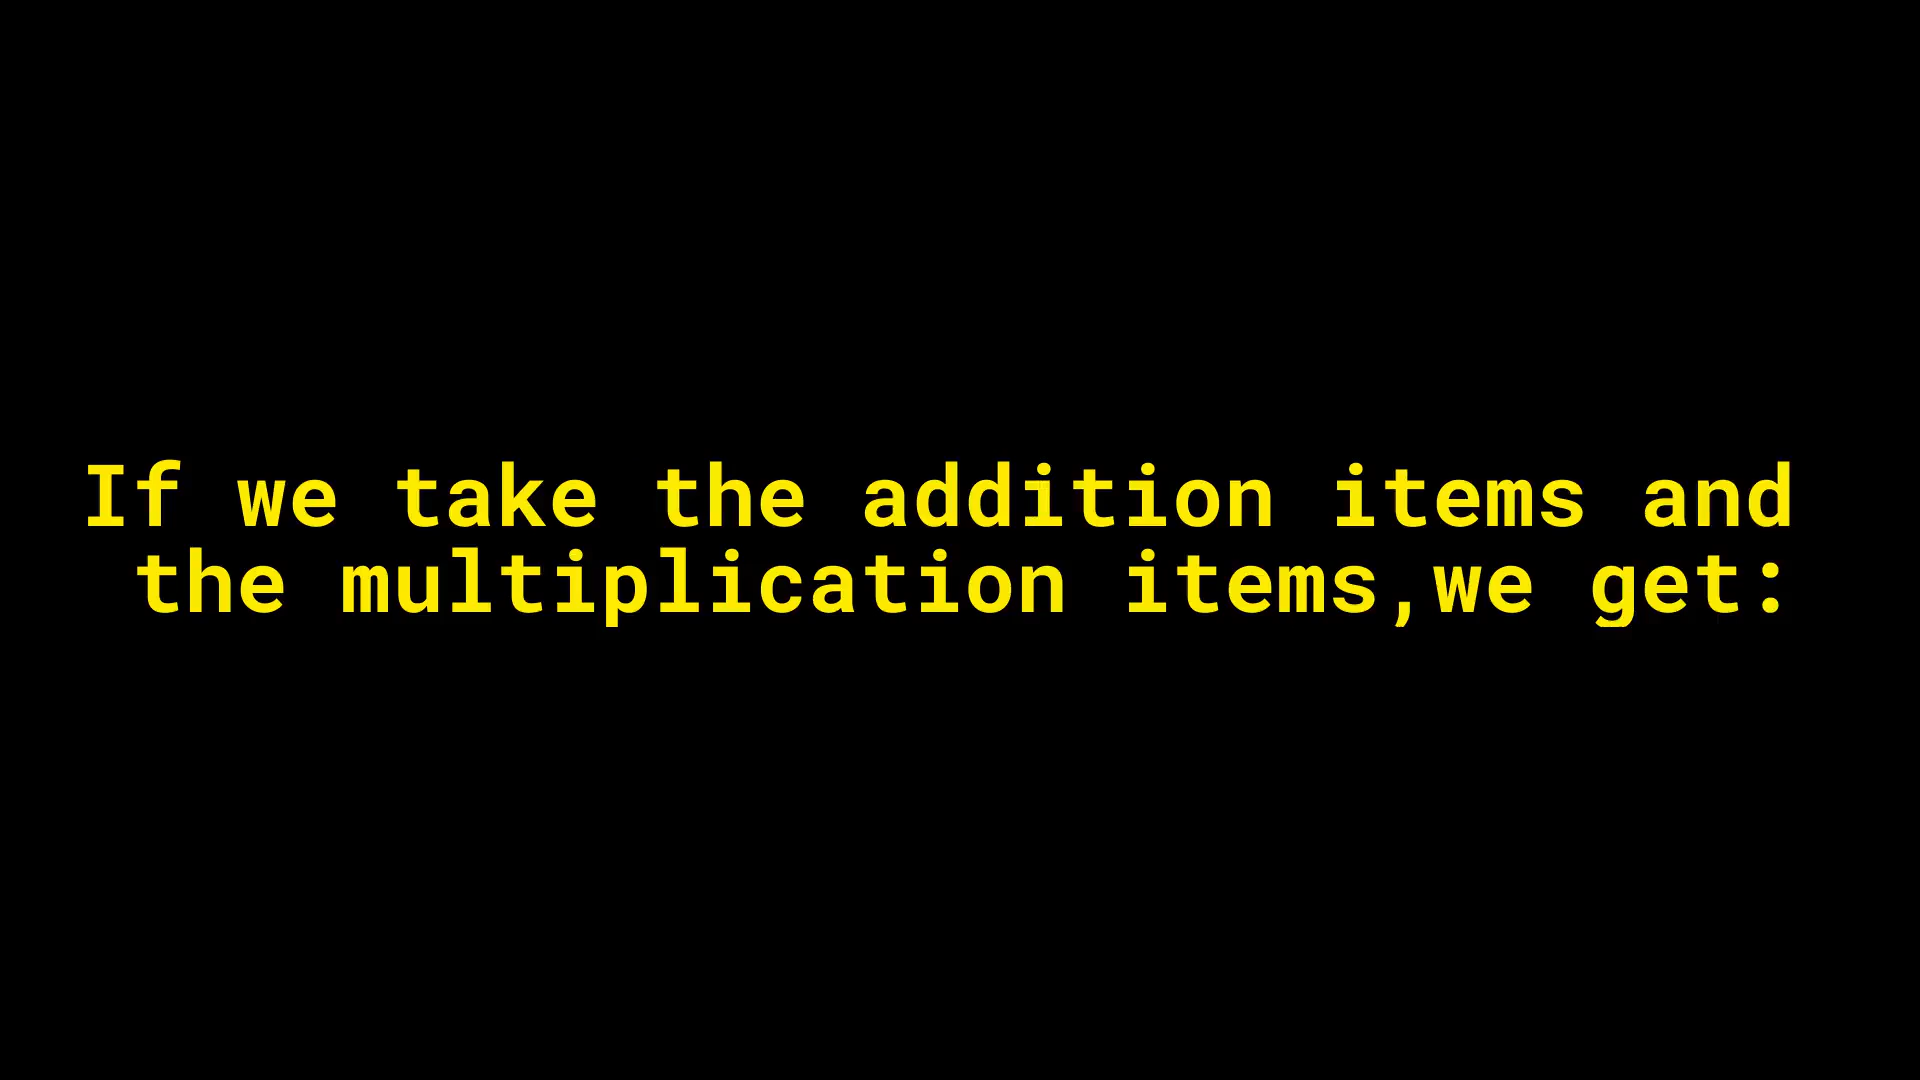 If we take the addition items and
the multiplication items,we get: